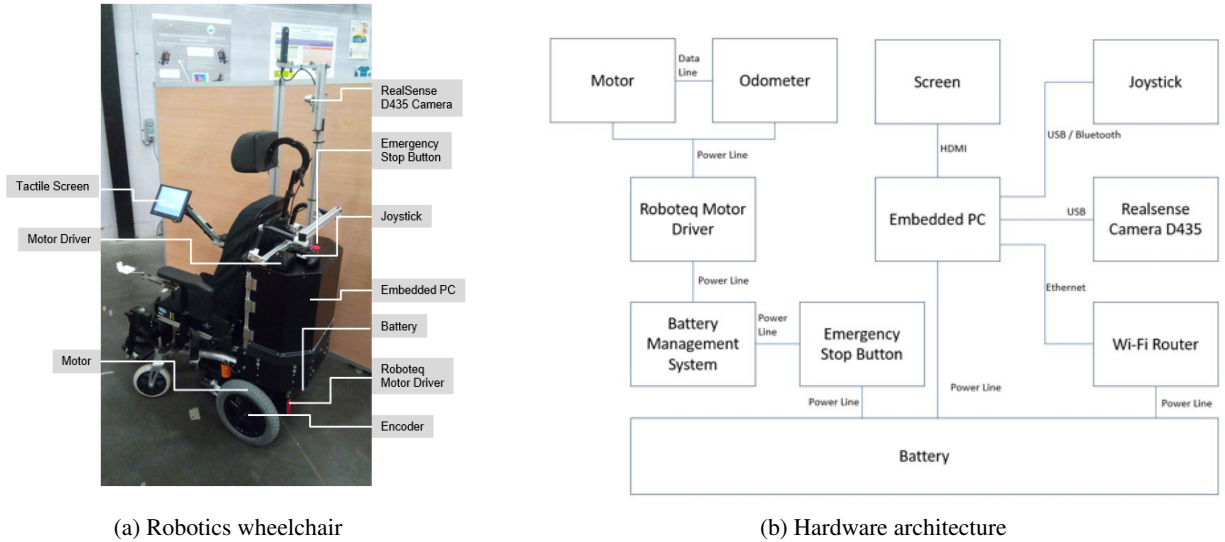 RealSense
D435 Camera
Emergency
Stop Button
Tactile Screen
Joystick
Motor Driver
Embedded PC
Battery
Motor
Roboteq
Motor Driver
Encoder
(a) Robotics wheelchair
Motor
Data
Line
Odometer
Screen
Joystick
Power Line
HDMI
USB / Bluetooth
Roboteq Motor
Driver
Embedded PC
USB
Realsense
Camera D435
Power Line
Ethernet
Battery
Management
System
Power
Line
Emergency
Stop Button
Wi-Fi Router
Power Line
Power Line
Power Line
Battery
(b) Hardware architecture